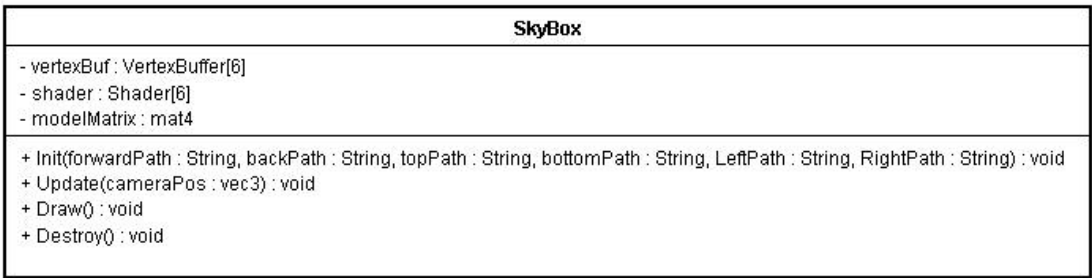 SkyBox
- vertexBuf : VertexBuffer[6]
- shader : Shader[6]
- modelMatrix : mat4
+ Init(forwardPath : String, backPath : String, topPath : String, bottomPath : String, LeftPath : String, RightPath : String) : void
+ Update(cameraPos : vec3) : void
+ Draw() : void
+ Destroy() : void